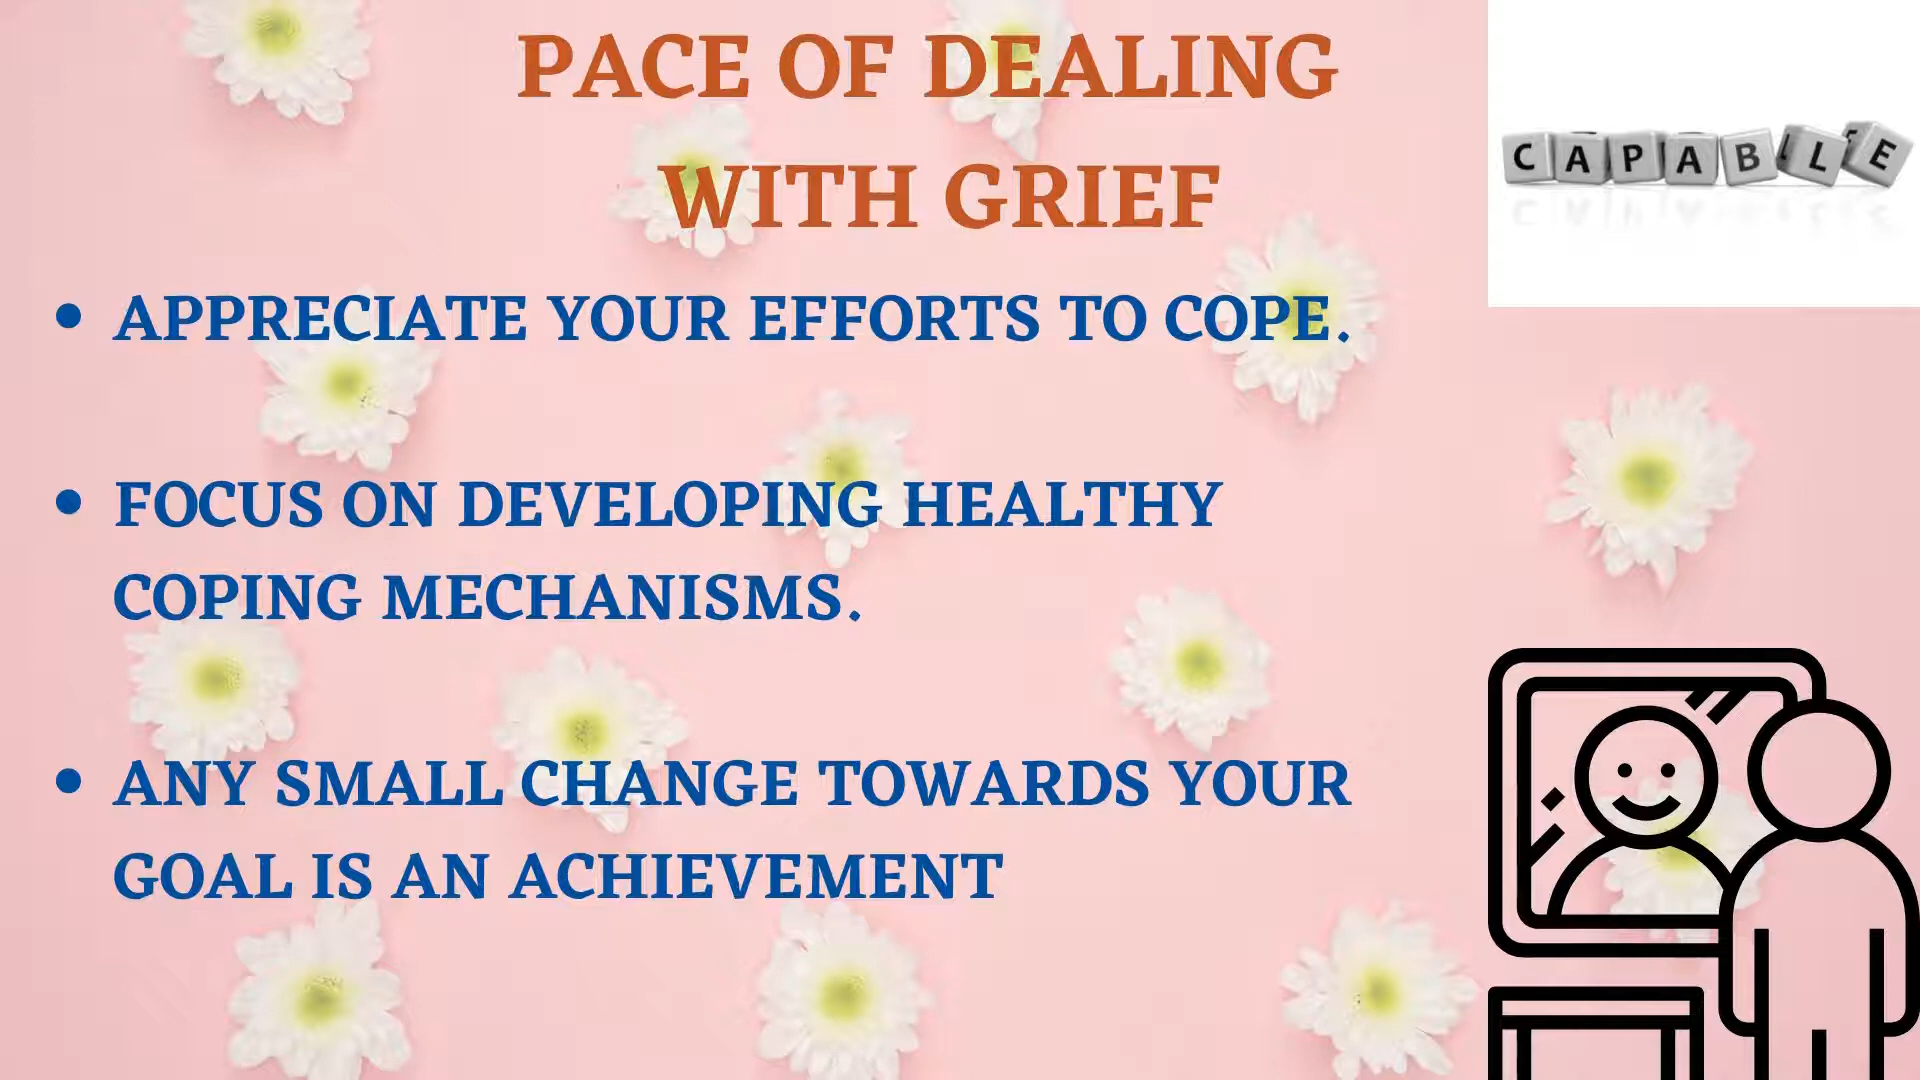 PACE OF DEALING
WITH GRIEF
CAPABLE
• APPRECIATE YOUR EFFORTS TO COPE.
• FOCUS ON DEVELOPING HEALTHY
COPING MECHANISMS.
• ANY SMALL CHANGE TOWARDS YOUR
GOAL IS AN ACHIEVEMENT